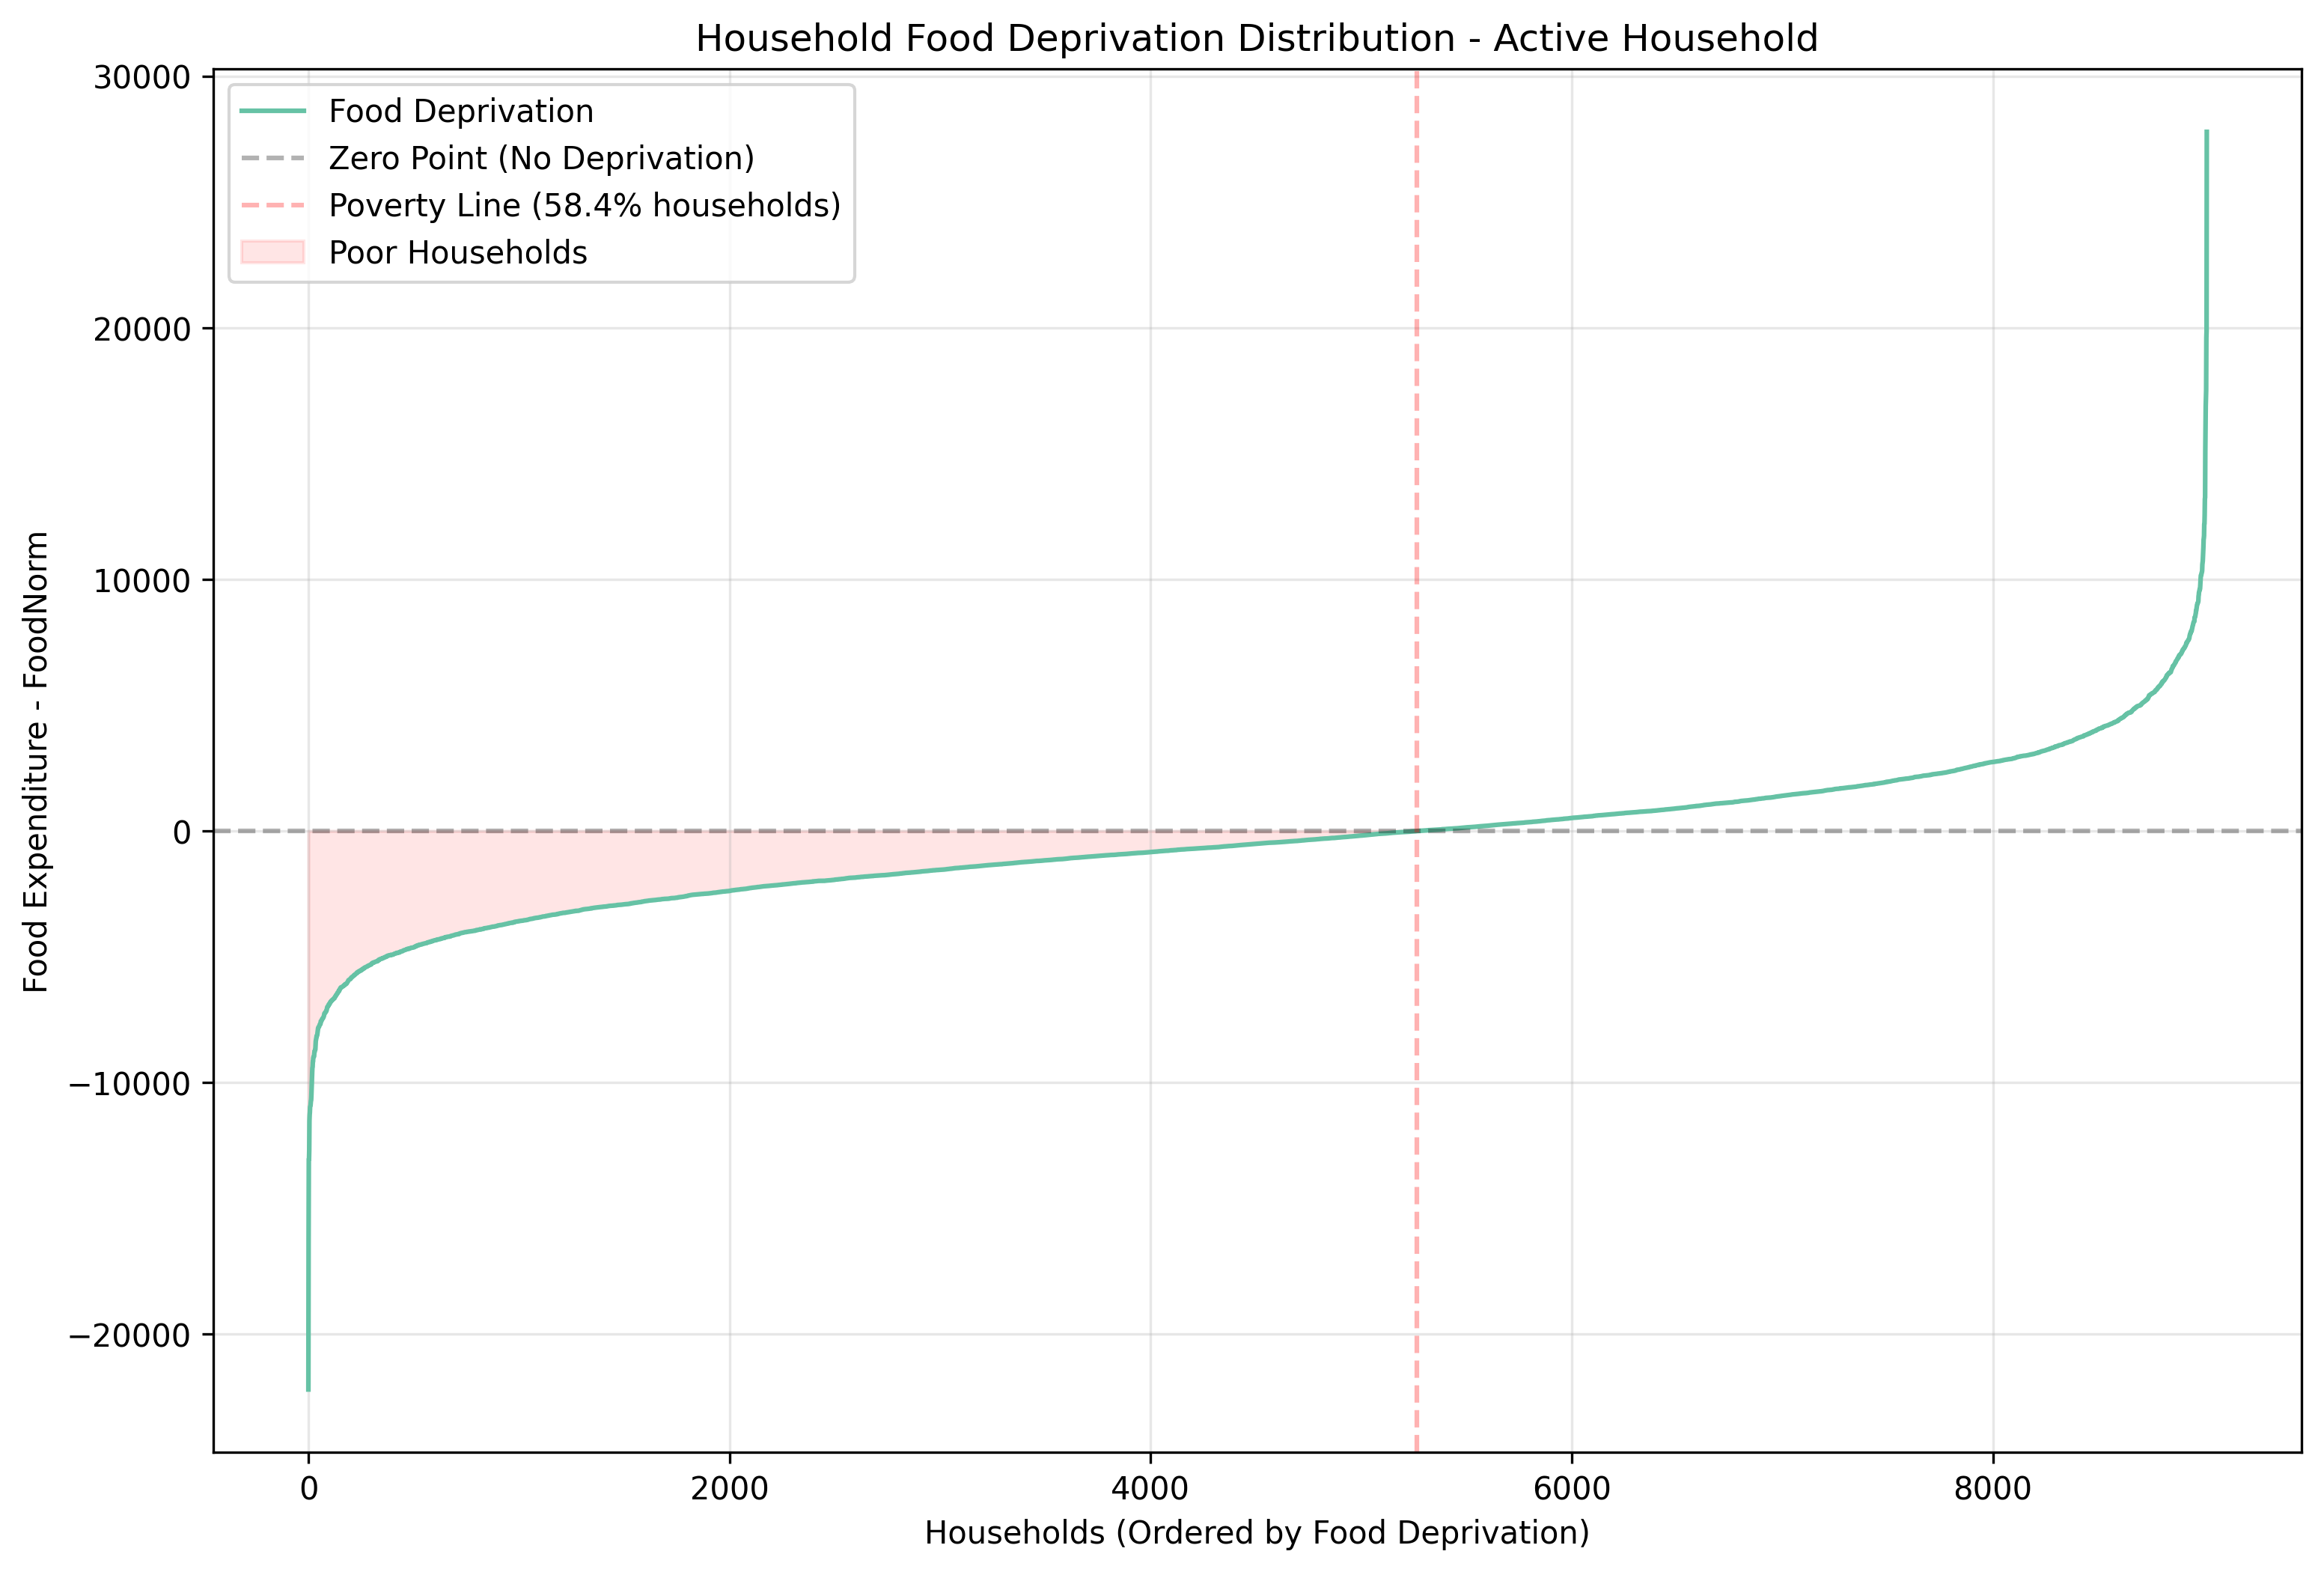 Household Food Deprivation Distribution - Active Household
Food Deprivation
Zero Point (No Deprivation)
Poverty Line (58.4% households)
Poor Households
30000
20000
10000
0
−10000
−20000
Food Expenditure - FoodNorm
0
2000
4000
6000
8000
Households (Ordered by Food Deprivation)